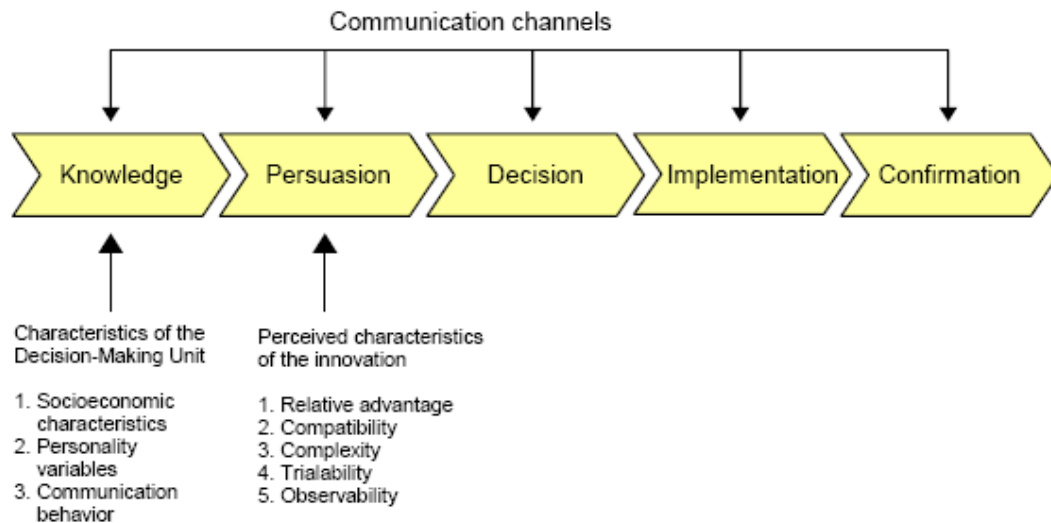 Communication channels
Knowledge
Persuasion
Decision
Implementation
Confirmation
Characteristics of the
Decision-Making Unit
1. Socioeconomic
characteristics
2. Personality
variables
3. Communication
behavior
Perceived characteristics
of the innovation
1. Relative advantage
2. Compatibility
3. Complexity
4. Trialability
5. Observability